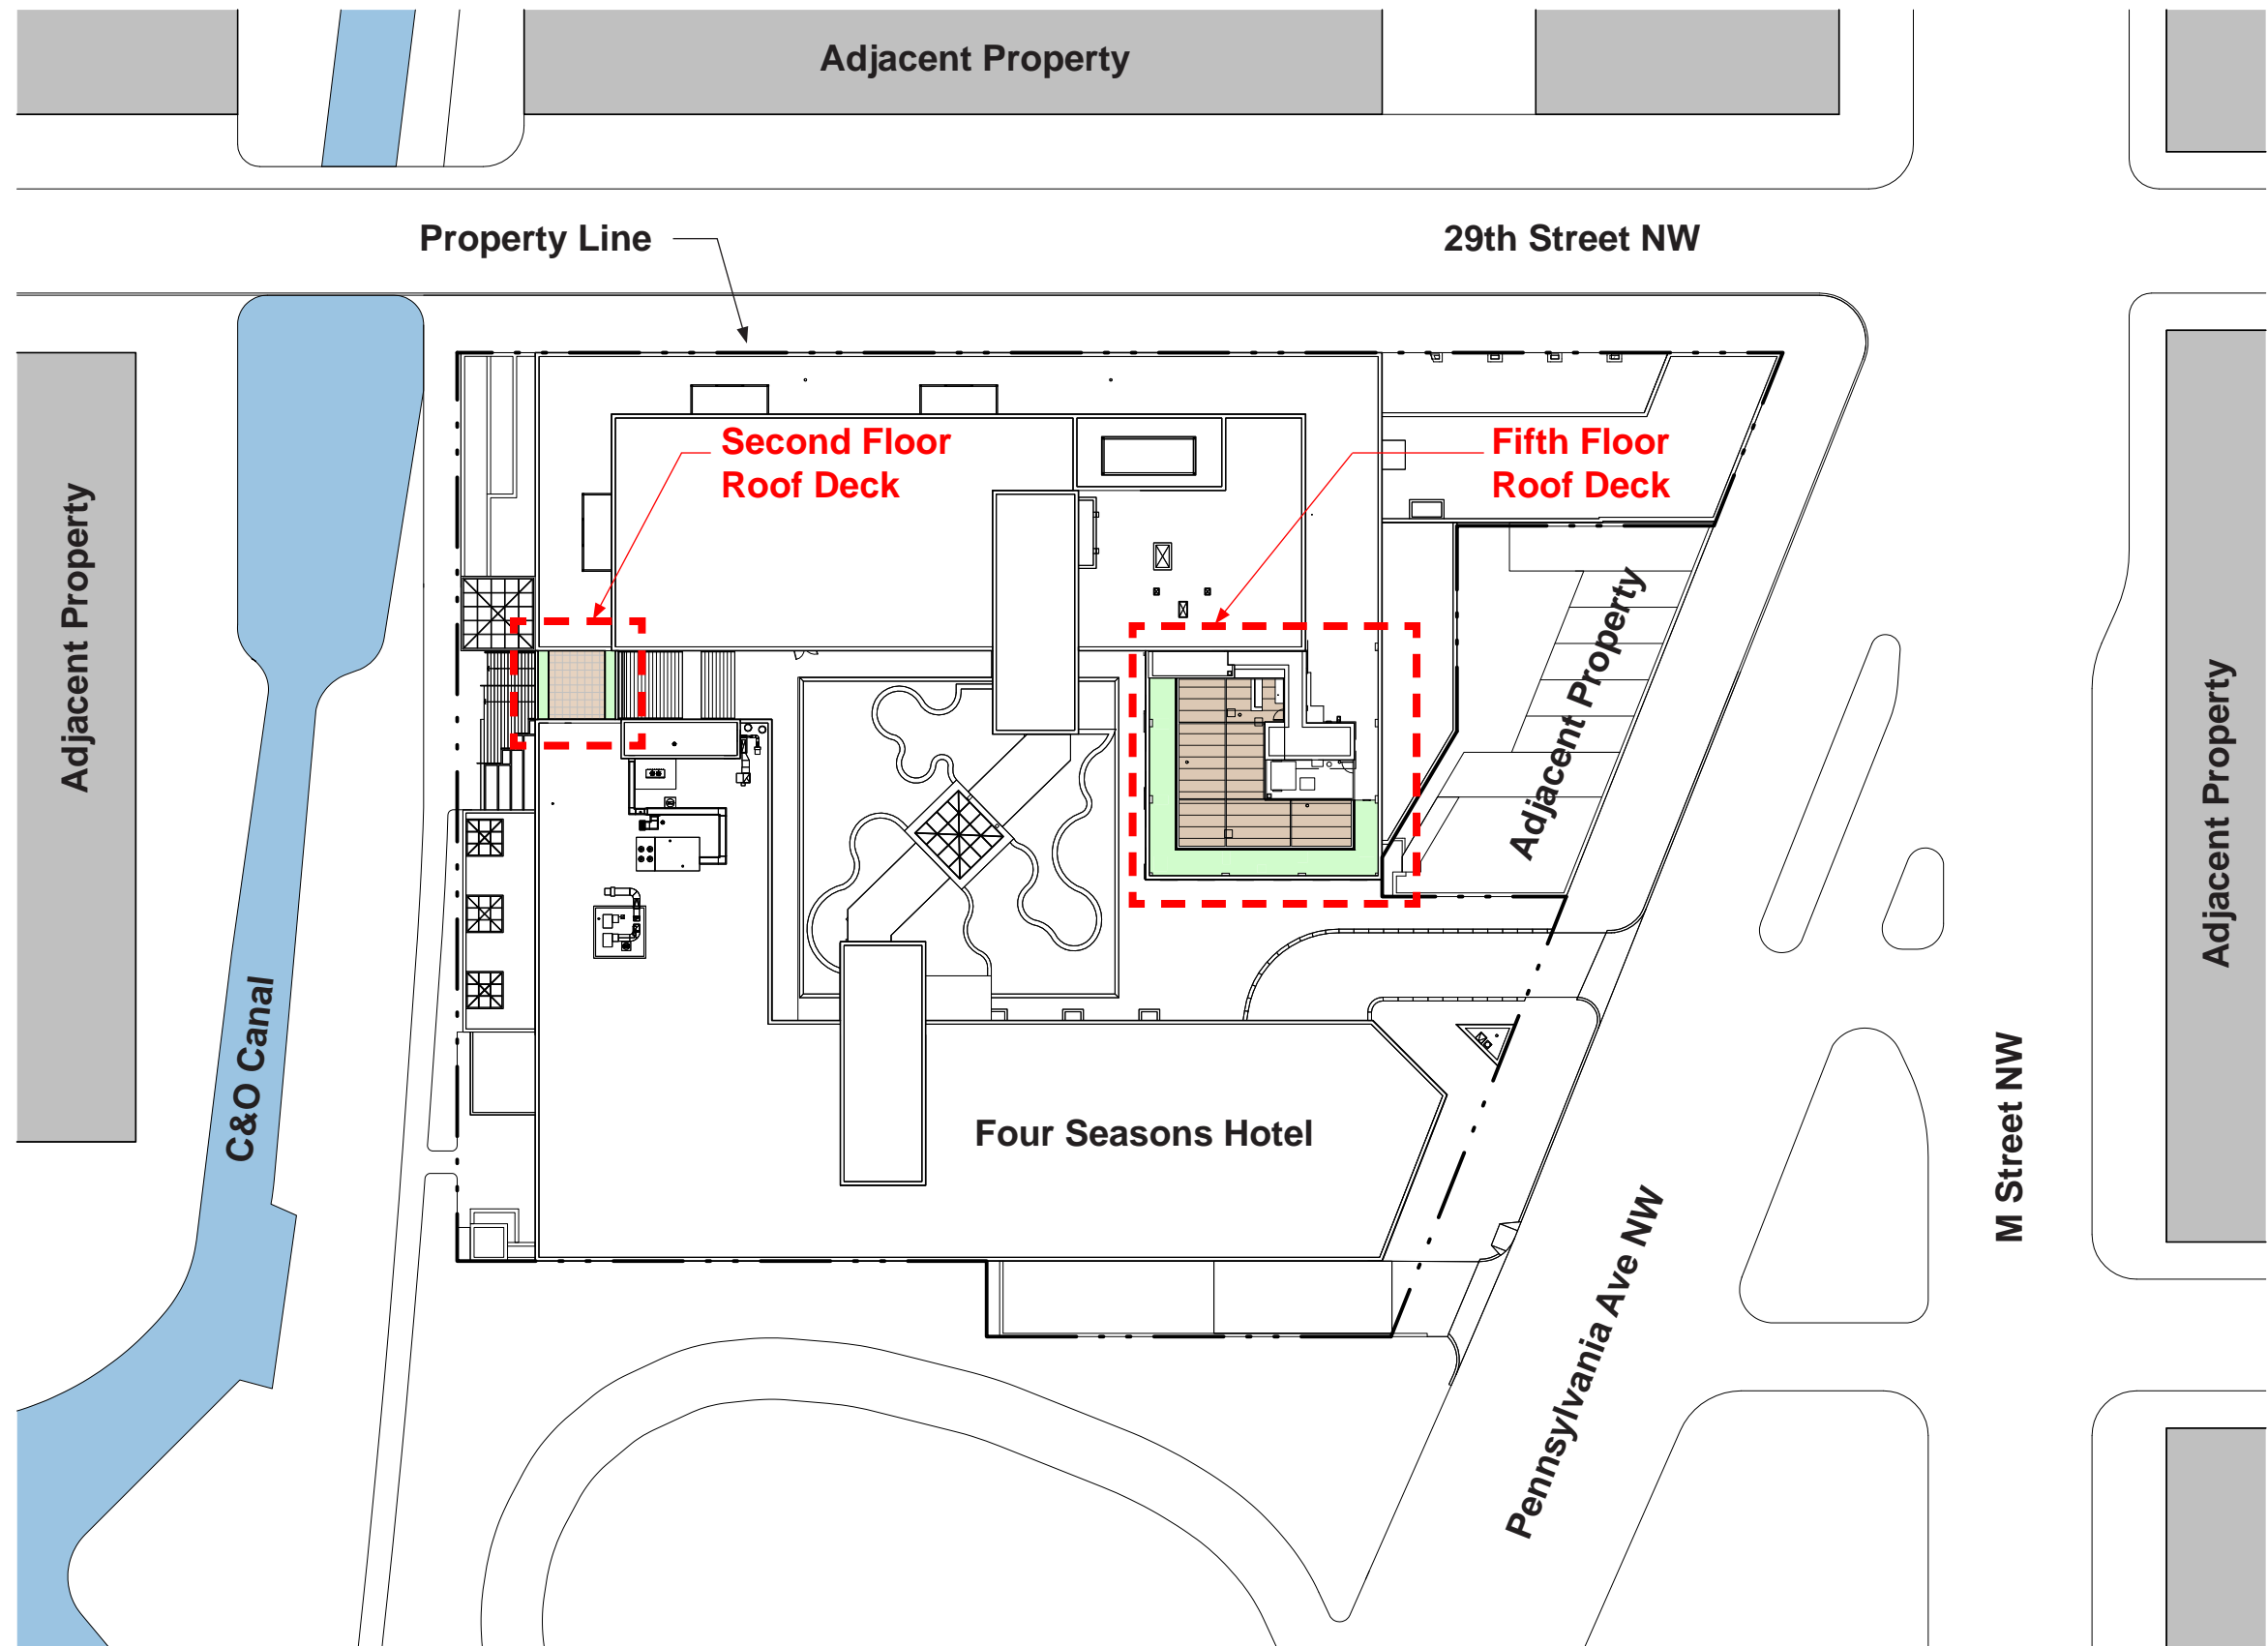 Adjacent Property
Property Line
29th Street NW
Second Floor
Roof Deck
Fifth Floor
Roof Deck
Adjacent Property
Adjacent Property
Adjacent Property
C&O Canal
Four Seasons Hotel
M Street NW
Pennsylvania Ave NW